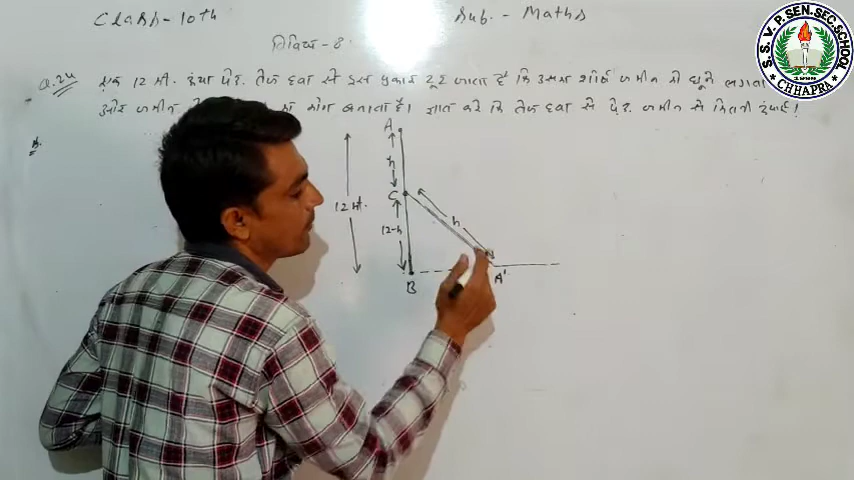 Class - 10th
Sub. - Maths
Q. 24 एक 12 मी. ऊंचा पेड़ तेज हवा से इस प्रकार टूट जाता है कि उसका शीर्ष जमीन को छूने लगता
और जमीन कोण बनाता है। ज्ञात करें कि तेज हवा से पेड़ जमीन से कितनी ऊंचाई
A
h
C
12 मी.
h
12-h
B
A'
S. S. V. P. SEN. SEC. SCHOOL
CHHAPRA